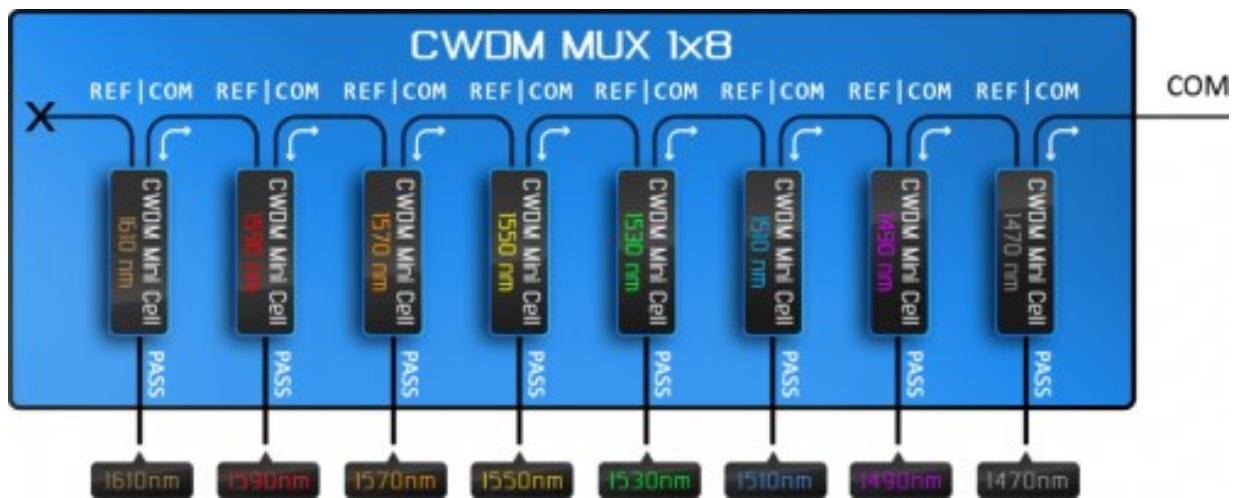 CWDM MUX 1x8
REF|COM REF|COM REF|COM REF|COM REF|COM REF|COM REF|COM REF|COM
COM
X
CWDM Mini Cell
1610 nm
CWDM Mini Cell
1590 nm
CWDM Mini Cell
1570 nm
CWDM Mini Cell
1550 nm
CWDM Mini Cell
1530 nm
CWDM Mini Cell
1510 nm
CWDM Mini Cell
1490 nm
CWDM Mini Cell
1470 nm
PASS PASS PASS PASS PASS PASS PASS PASS
1610nm 1590nm 1570nm 1550nm 1530nm 1510nm 1490nm 1470nm